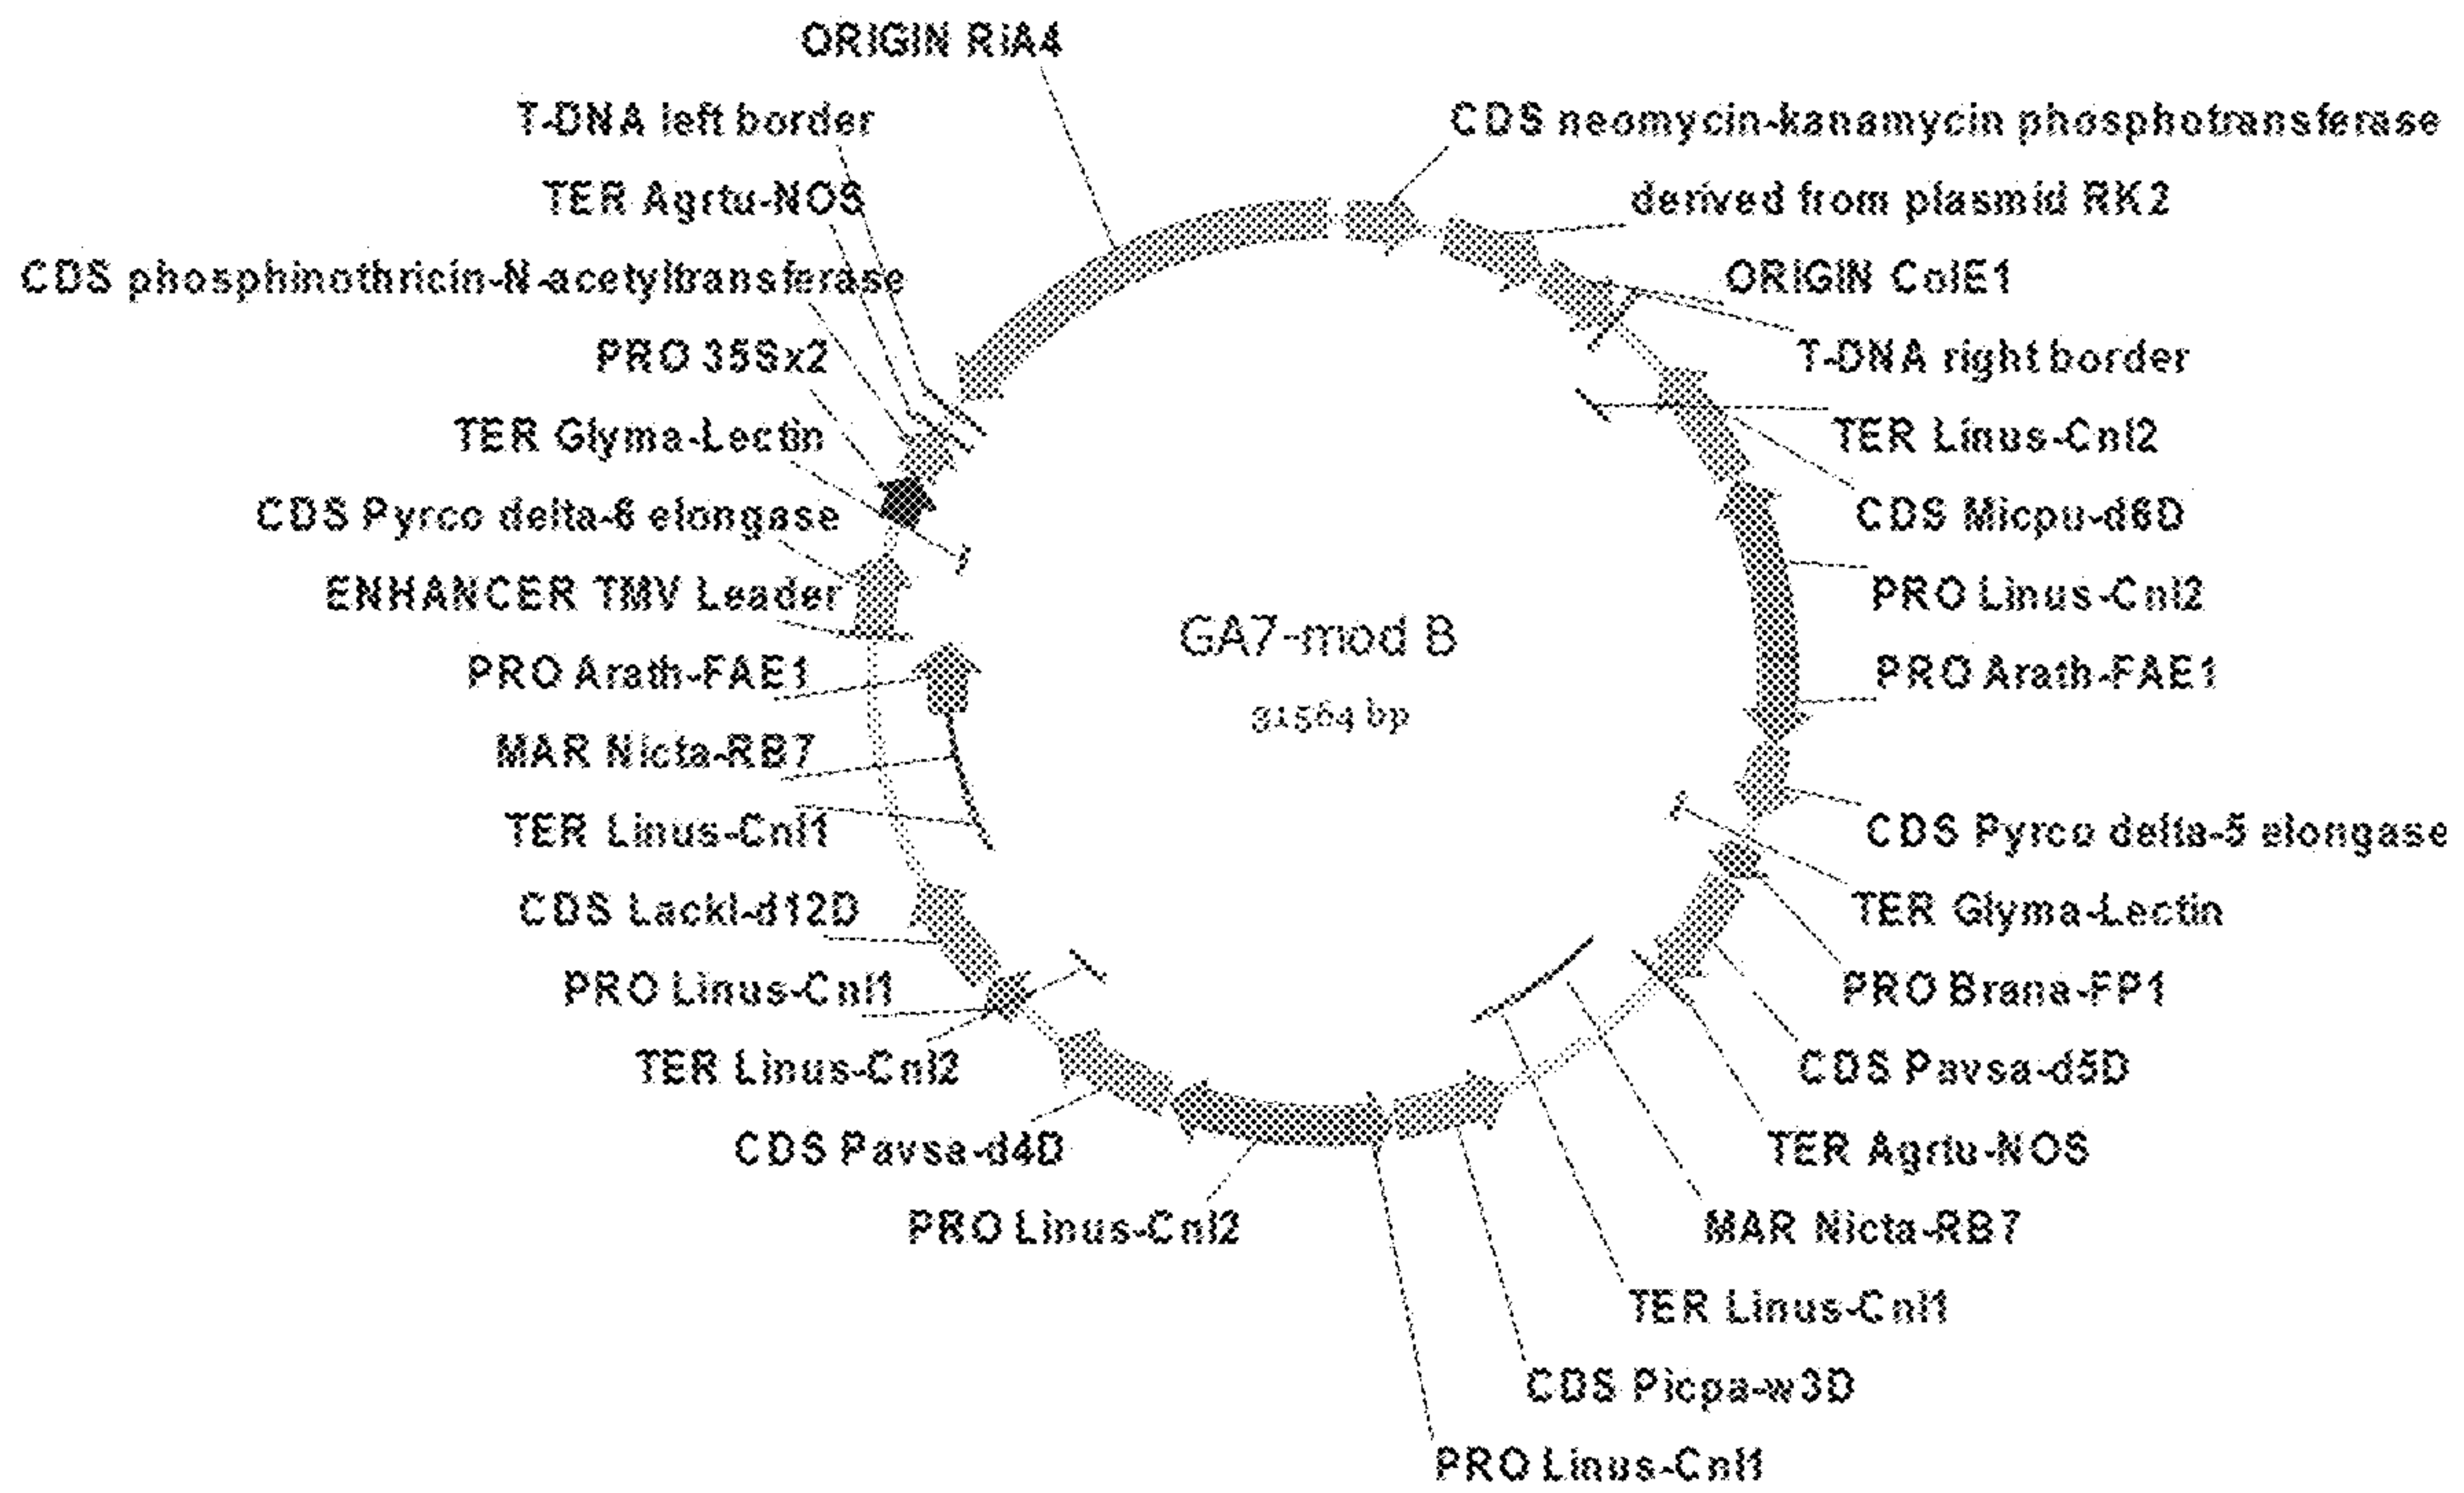 ORIGIN RiA4
T-DNA left border
TER Agrtu-NOS
CDS phosphinothricin-N-acetyltransferase
PRO 35Sx2
TER Glyma-Lectin
CDS Pyrco delta-6 elongase
ENHANCER TMV Leader
PRO Arath-FAE1
MAR Nicta-RB7
TER Linus-Cnl1
CDS Lackl-d12D
PRO Linus-Cnl1
TER Linus-Cnl2
CDS Pavsa-d4D
PRO Linus-Cnl2
GA7-mod B
31564 bp
CDS neomycin-kanamycin phosphotransferase
derived from plasmid RK2
ORIGIN ColE1
T-DNA right border
TER Linus-Cnl2
CDS Micpu-d6D
PRO Linus-Cnl2
PRO Arath-FAE1
CDS Pyrco delta-5 elongase
TER Glyma-Lectin
PRO Brana-FP1
CDS Pavsa-d5D
TER Agrtu-NOS
MAR Nicta-RB7
TER Linus-Cnl1
CDS Picpa-w3D
PRO Linus-Cnl1